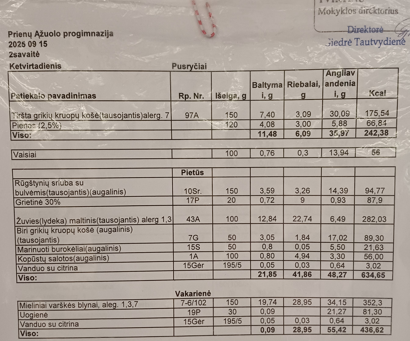 Mokyklos direktorius
Direktorė
Giedrė Tautvydienė
Prienų Ąžuolo progimnazija
2025 09 15
2savaitė
Ketvirtadienis Pusryčiai
Patiekalo pavadinimas Rp. Nr. Išeiga, g Baltymai, g Riebalai, g Angliavandeniai, g Kcal
Tiršta grikių kruopų košė(tausojantis)alerg. 7 97A 150 7,40 3,09 30,09 175,54
Pienas (2,5%) 120 4,08 3,00 5,88 66,84
Viso: 11,48 6,09 35,97 242,38
Vaisiai 100 0,76 0,3 13,94 56
Pietūs
Rūgštynių sriuba su
bulvėmis(tausojantis)(augalinis) 10Sr. 150 3,59 3,26 14,39 94,77
Grietinė 30% 17P 20 0,72 9 0,93 87,9
Žuvies(lydeka) maltinis(tausojantis) alerg 1,3 43A 100 12,84 22,74 6,49 282,03
Biri grikių kruopų košė (augalinis)
(tausojantis) 7G 50 3,05 1,84 17,02 89,30
Marinuoti burokėliai(augalinis) 15S 50 0,8 0,05 5,50 21,63
Kopūstų salotos(augalinis) 1A 100 0,80 4,94 3,30 56,00
Vanduo su citrina 15Gėr 195/5 0,05 0,03 0,64 3,02
Viso: 21,85 41,86 48,27 634,65
Vakarienė
Mieliniai varškės blynai, aleg. 1,3,7 7-6/102 150 19,74 28,95 34,15 352,3
Uogienė 19P 30 0,09 21,27 81,30
Vanduo su citrina 15Gėr 195/5 0,05 0,03 0,64 3,02
Viso: 0,09 28,95 55,42 436,62